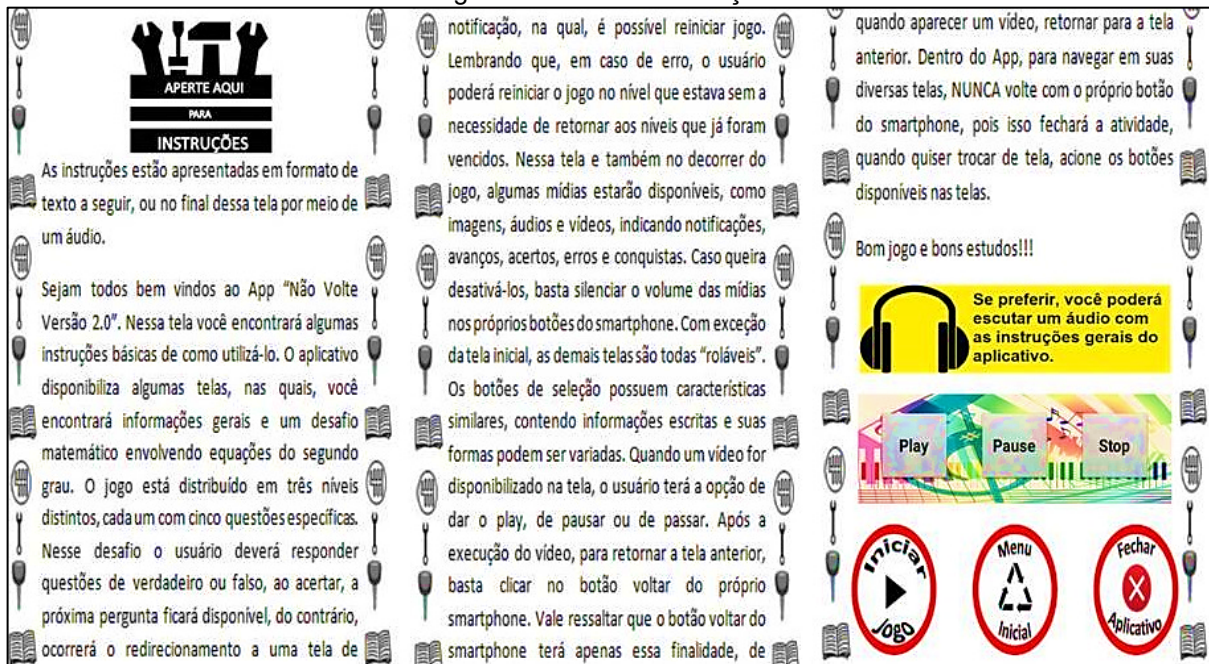 APERTE AQUI
PARA
INSTRUÇÕES
As instruções estão apresentadas em formato de
texto a seguir, ou no final dessa tela por meio de
um áudio.
Sejam todos bem vindos ao App “Não Volte
Versão 2.0”. Nessa tela você encontrará algumas
instruções básicas de como utilizá-lo. O aplicativo
disponibiliza algumas telas, nas quais, você
encontrará informações gerais e um desafio
matemático envolvendo equações do segundo
grau. O jogo está distribuído em três níveis
distintos, cada um com cinco questões específicas.
Nesse desafio o usuário deverá responder
questões de verdadeiro ou falso, ao acertar, a
próxima pergunta ficará disponível, do contrário,
ocorrerá o redirecionamento a uma tela de
notificação, na qual, é possível reiniciar jogo.
Lembrando que, em caso de erro, o usuário
poderá reiniciar o jogo no nível que estava sem a
necessidade de retornar aos níveis que já foram
vencidos. Nessa tela e também no decorrer do
jogo, algumas mídias estarão disponíveis, como
imagens, áudios e vídeos, indicando notificações,
avanços, acertos, erros e conquistas. Caso queira
desativá-los, basta silenciar o volume das mídias
nos próprios botões do smartphone. Com exceção
da tela inicial, as demais telas são todas “roláveis”.
Os botões de seleção possuem características
similares, contendo informações escritas e suas
formas podem ser variadas. Quando um vídeo for
disponibilizado na tela, o usuário terá a opção de
dar o play, de pausar ou de passar. Após a
execução do vídeo, para retornar a tela anterior,
basta clicar no botão voltar do próprio
smartphone. Vale ressaltar que o botão voltar do
smartphone terá apenas essa finalidade, de
quando aparecer um vídeo, retornar para a tela
anterior. Dentro do App, para navegar em suas
diversas telas, NUNCA volte com o próprio botão
do smartphone, pois isso fechará a atividade,
quando quiser trocar de tela, acione os botões
disponíveis nas telas.
Bom jogo e bons estudos!!!
Se preferir, você poderá
escutar um áudio com
as instruções gerais do
aplicativo.
Play Pause Stop
Iniciar Jogo
Menu Inicial
Fechar Aplicativo